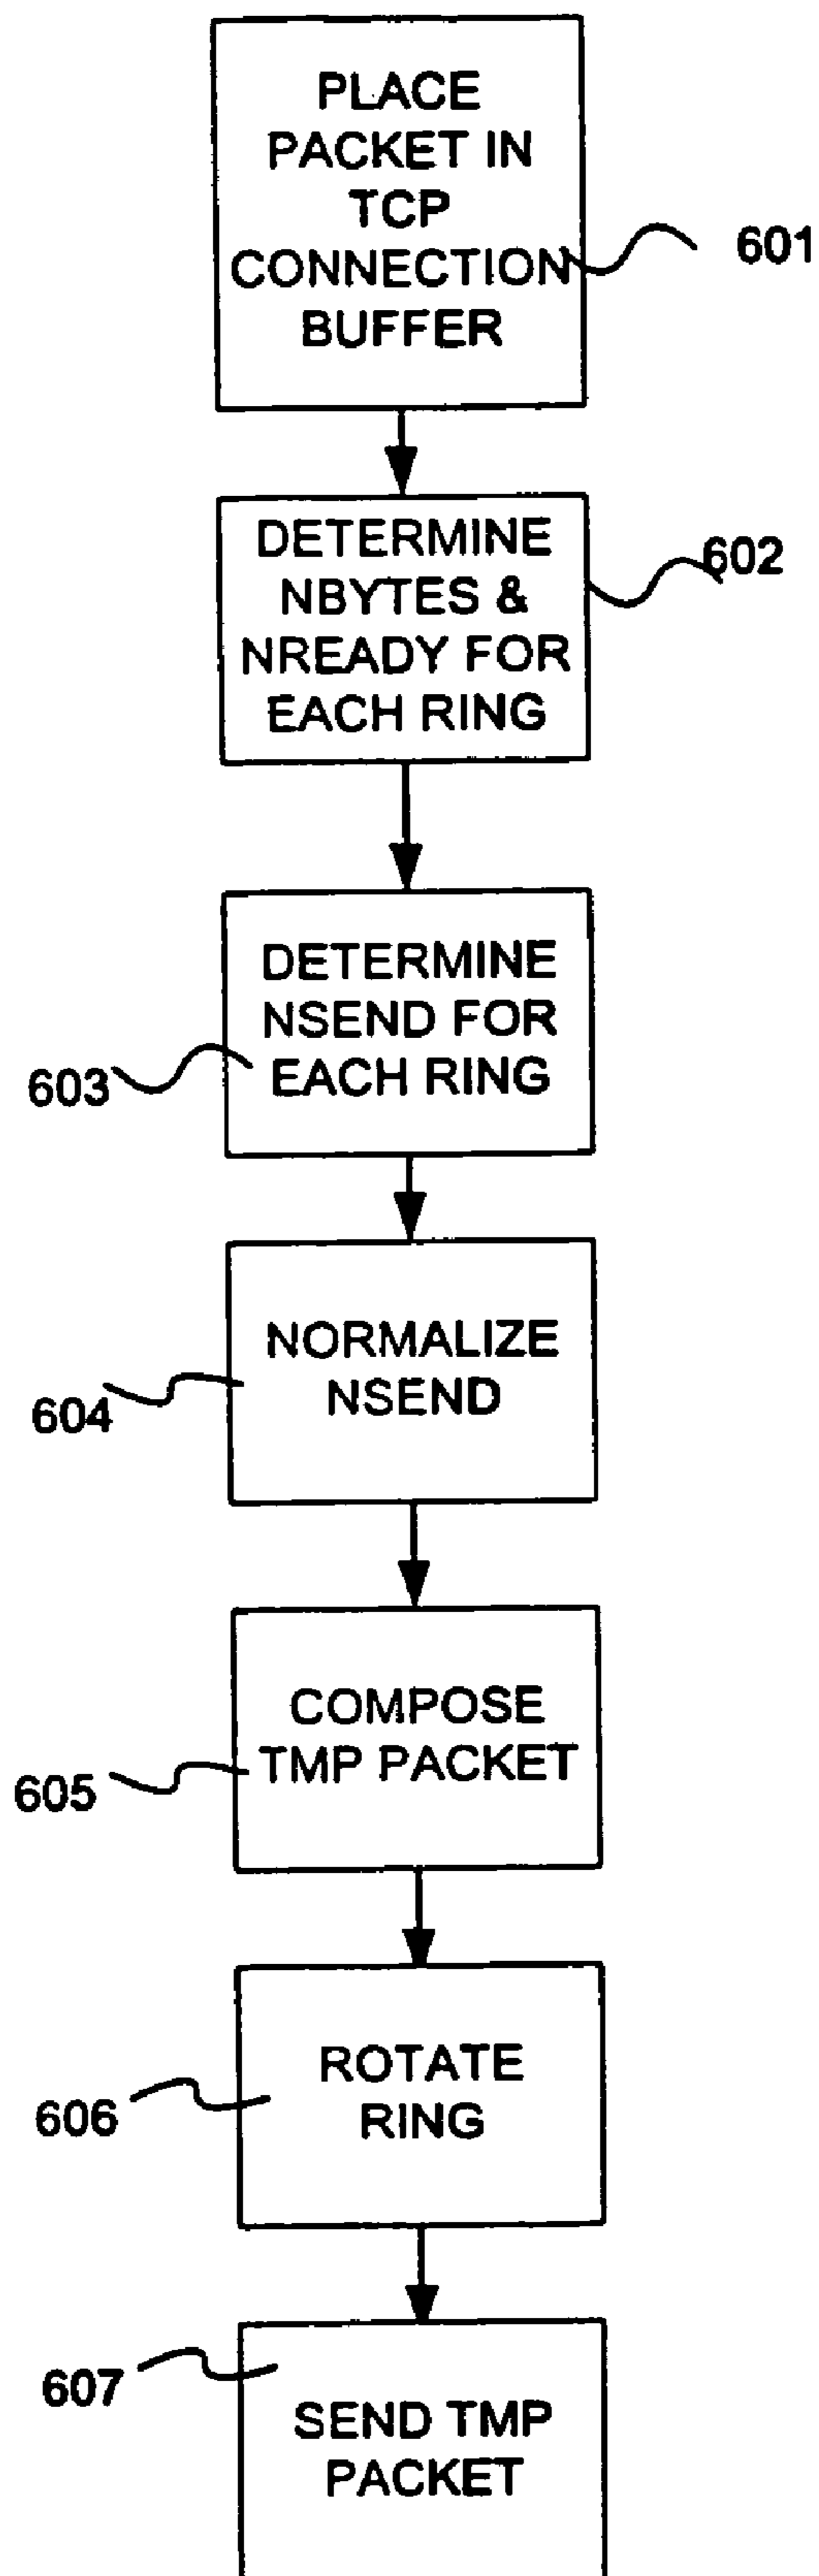 PLACE
PACKET IN
TCP
CONNECTION
BUFFER
601
DETERMINE
NBYTES &
NREADY FOR
EACH RING
602
DETERMINE
NSEND FOR
EACH RING
603
NORMALIZE
NSEND
604
COMPOSE
TMP PACKET
605
ROTATE
RING
606
SEND TMP
PACKET
607